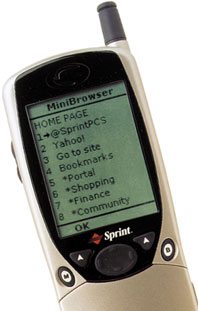 MiniBrowser
HOME PAGE
1→@SprintPCS
2 Yahoo!
3 Go to site
4 Bookmarks
5 *Portal
6 *Shopping
7 *Finance
8 *Community
OK
Sprint
M
B